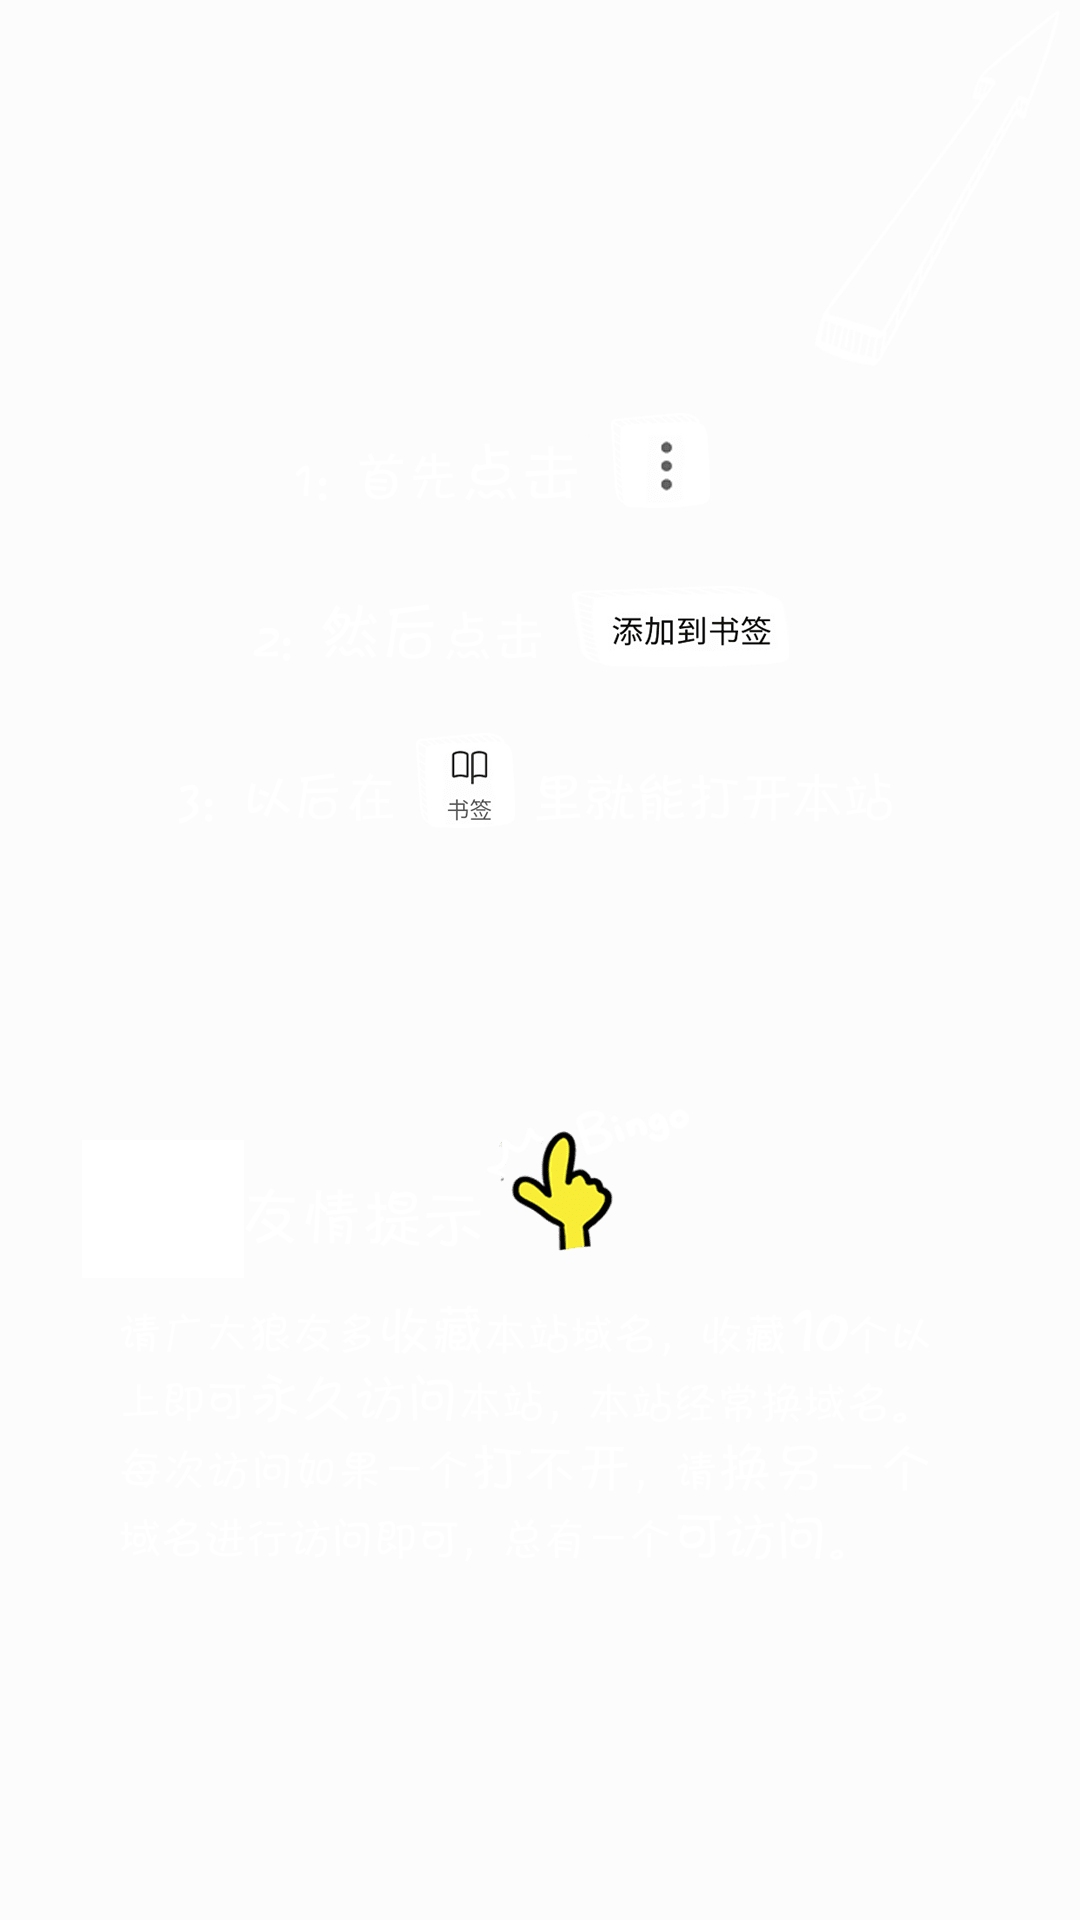 1: 首先点击
2: 然后点击 添加到书签
3: 以后在 书签 里就能打开本站
Bingo
友情提示
请广大狼友多收藏本站域名，收藏10个以
上即可永久访问本站，本站经常换域名。
每次访问如果一个打不开，请换另一个
域名进行访问即可，总有一个可访问。